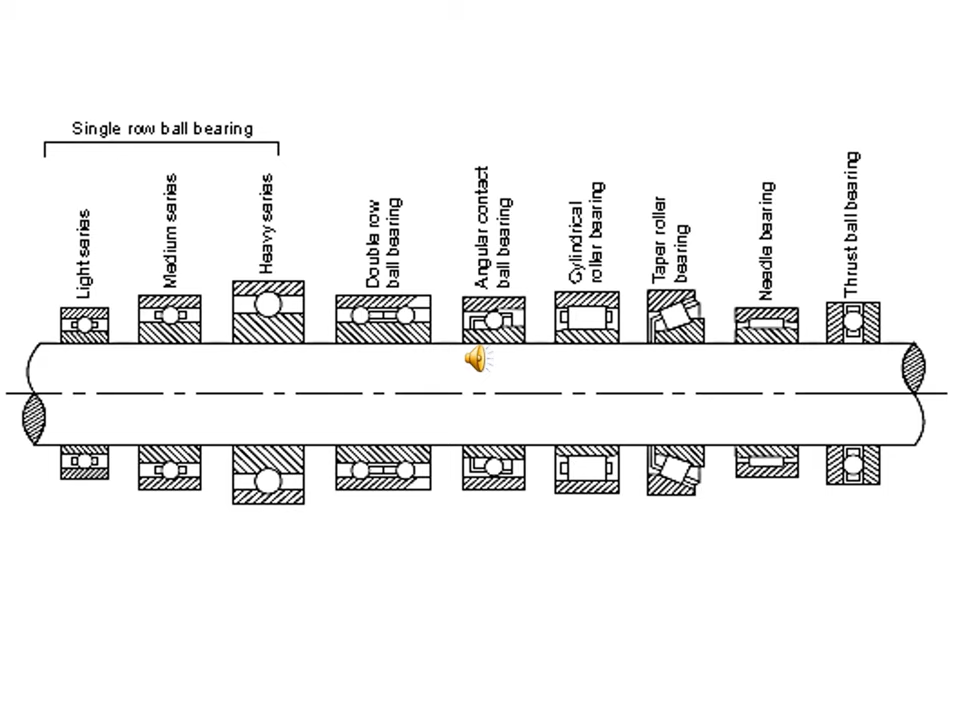 Single row ball bearing
Light series
Medium series
Heavy series
Double row
ball bearing
Angular contact
ball bearing
Cylindrical
roller bearing
Taper roller
bearing
Needle bearing
Thrust ball bearing